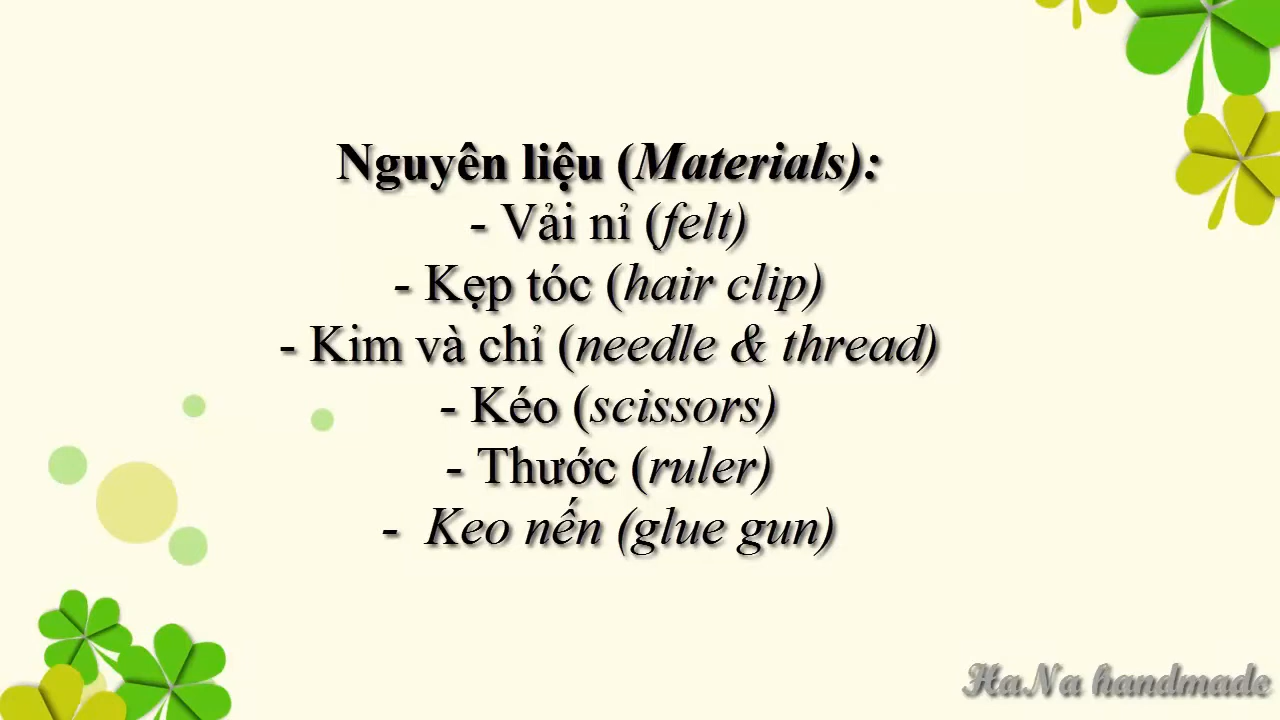 Nguyên liệu (Materials):
- Vải nỉ (felt)
- Kẹp tóc (hair clip)
- Kim và chỉ (needle & thread)
- Kéo (scissors)
- Thước (ruler)
- Keo nến (glue gun)
HaNa handmade